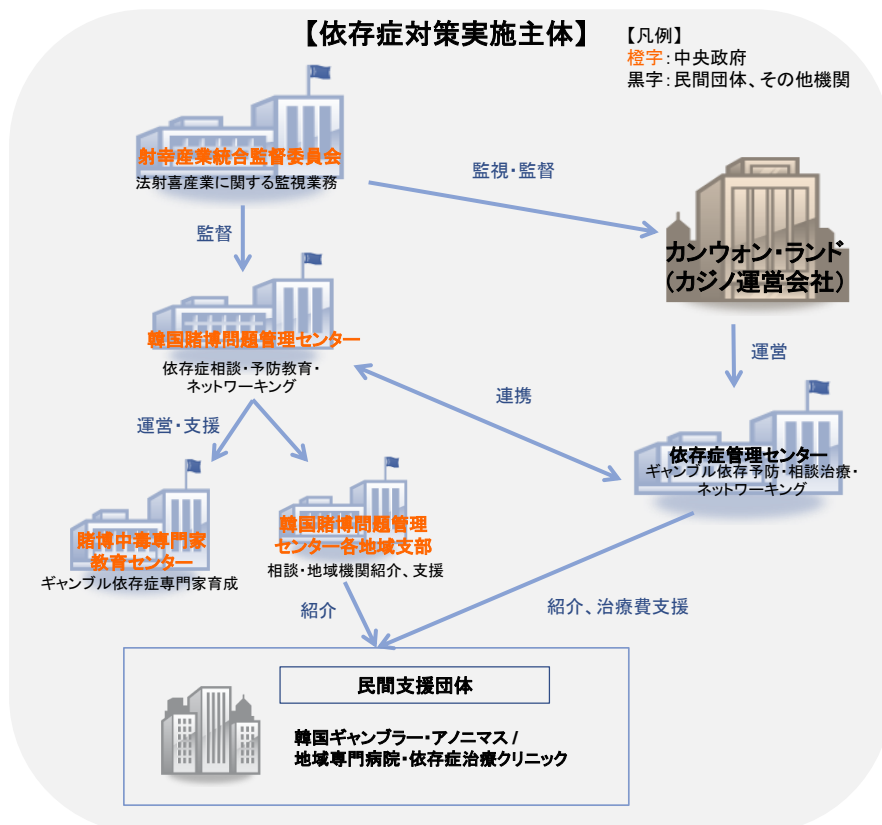 【依存症対策実施主体】
【凡例】
橙字：中央政府
黒字：民間団体、その他機関
射幸産業統合監督委員会
法射喜産業に関する監視業務
監視・監督
監督
カンウォン・ランド
（カジノ運営会社）
韓国賭博問題管理センター
依存症相談・予防教育・
ネットワーキング
運営
連携
運営・支援
依存症管理センター
ギャンブル依存予防・相談治療・
ネットワーキング
賭博中毒専門家
教育センター
ギャンブル依存症専門家育成
韓国賭博問題管理
センター各地域支部
相談・地域機関紹介、支援
紹介
紹介、治療費支援
民間支援団体
韓国ギャンブラー・アノニマス /
地域専門病院・依存症治療クリニック